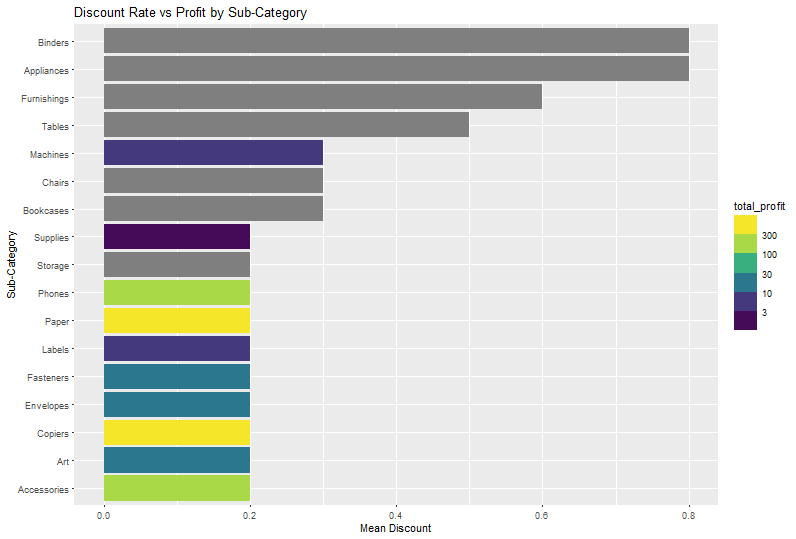 Discount Rate vs Profit by Sub-Category
Sub-Category
Binders
Appliances
Furnishings
Tables
Machines
Chairs
Bookcases
Supplies
Storage
Phones
Paper
Labels
Fasteners
Envelopes
Copiers
Art
Accessories
0.0 0.2 0.4 0.6 0.8
Mean Discount
total_profit
300
100
30
10
3